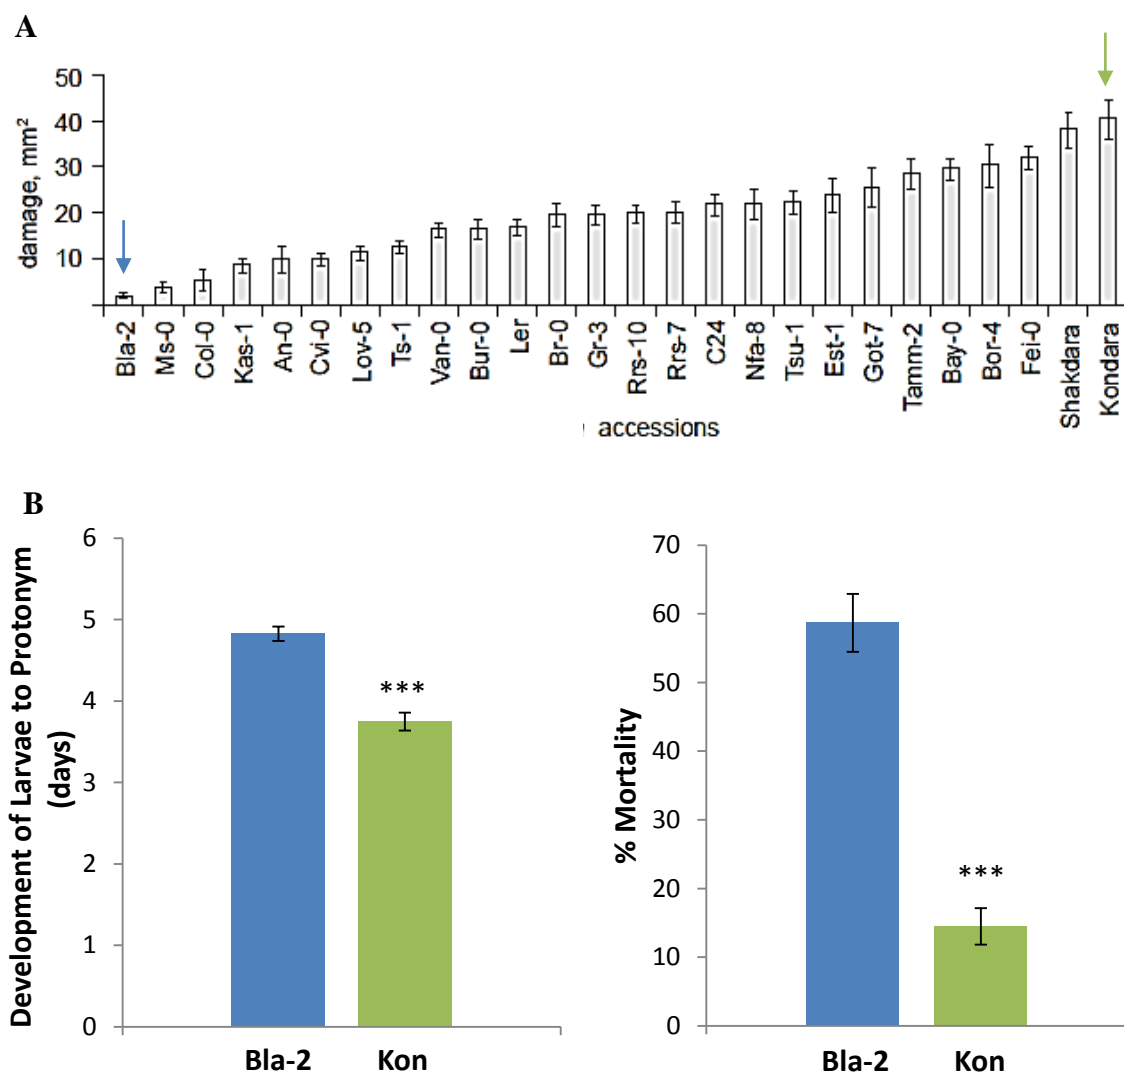 A
damage, mm²
50
40
30
20
10
Bla-2
Ms-0
Col-0
Kas-1
An-0
Cvi-0
Lov-5
Ts-1
Van-0
Bur-0
Ler
Br-0
Gr-3
Rrs-10
Rrs-7
C24
Nfa-8
Tsu-1
Est-1
Got-7
Tamm-2
Bay-0
Bor-4
Fei-0
Shakdara
Kondara
accessions
B
Development of Larvae to Protonym
(days)
6
5
4
3
2
1
0
***
Bla-2
Kon
% Mortality
70
60
50
40
30
20
10
0
***
Bla-2
Kon